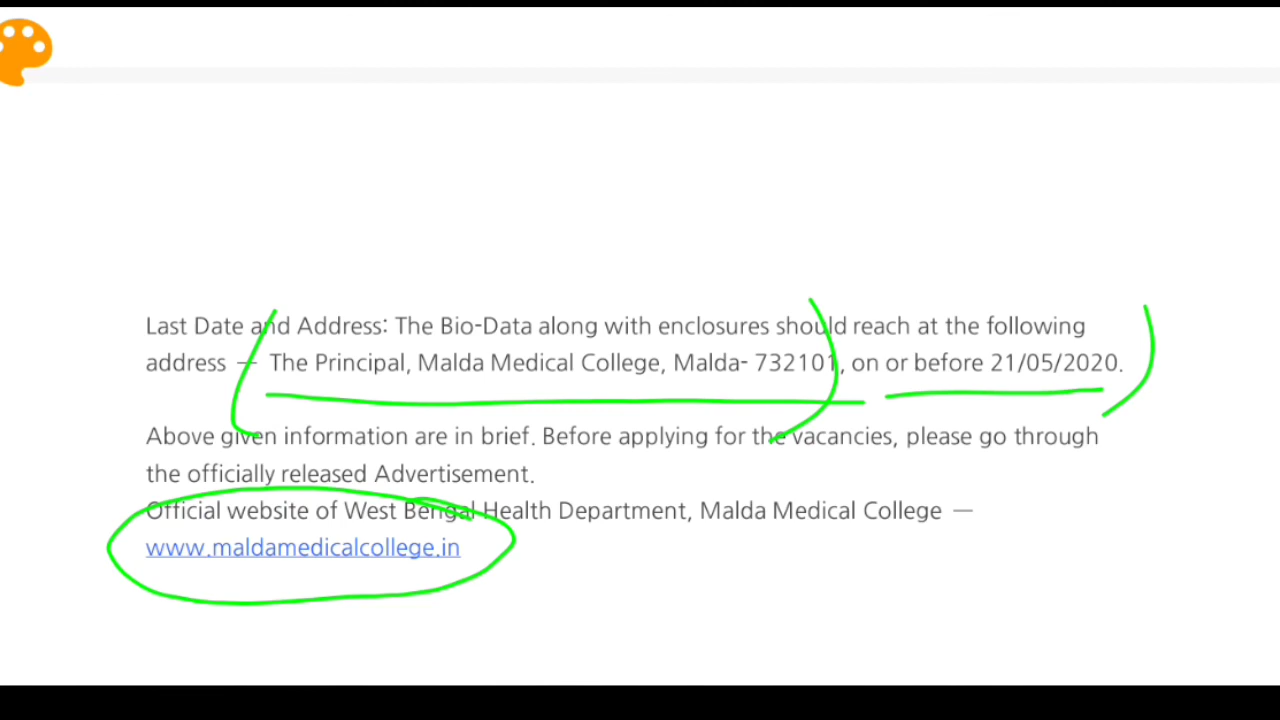 Last Date and Address: The Bio-Data along with enclosures should reach at the following
address — The Principal, Malda Medical College, Malda- 732101, on or before 21/05/2020.
Above given information are in brief. Before applying for the vacancies, please go through
the officially released Advertisement.
Official website of West Bengal Health Department, Malda Medical College —
www.maldamedicalcollege.in